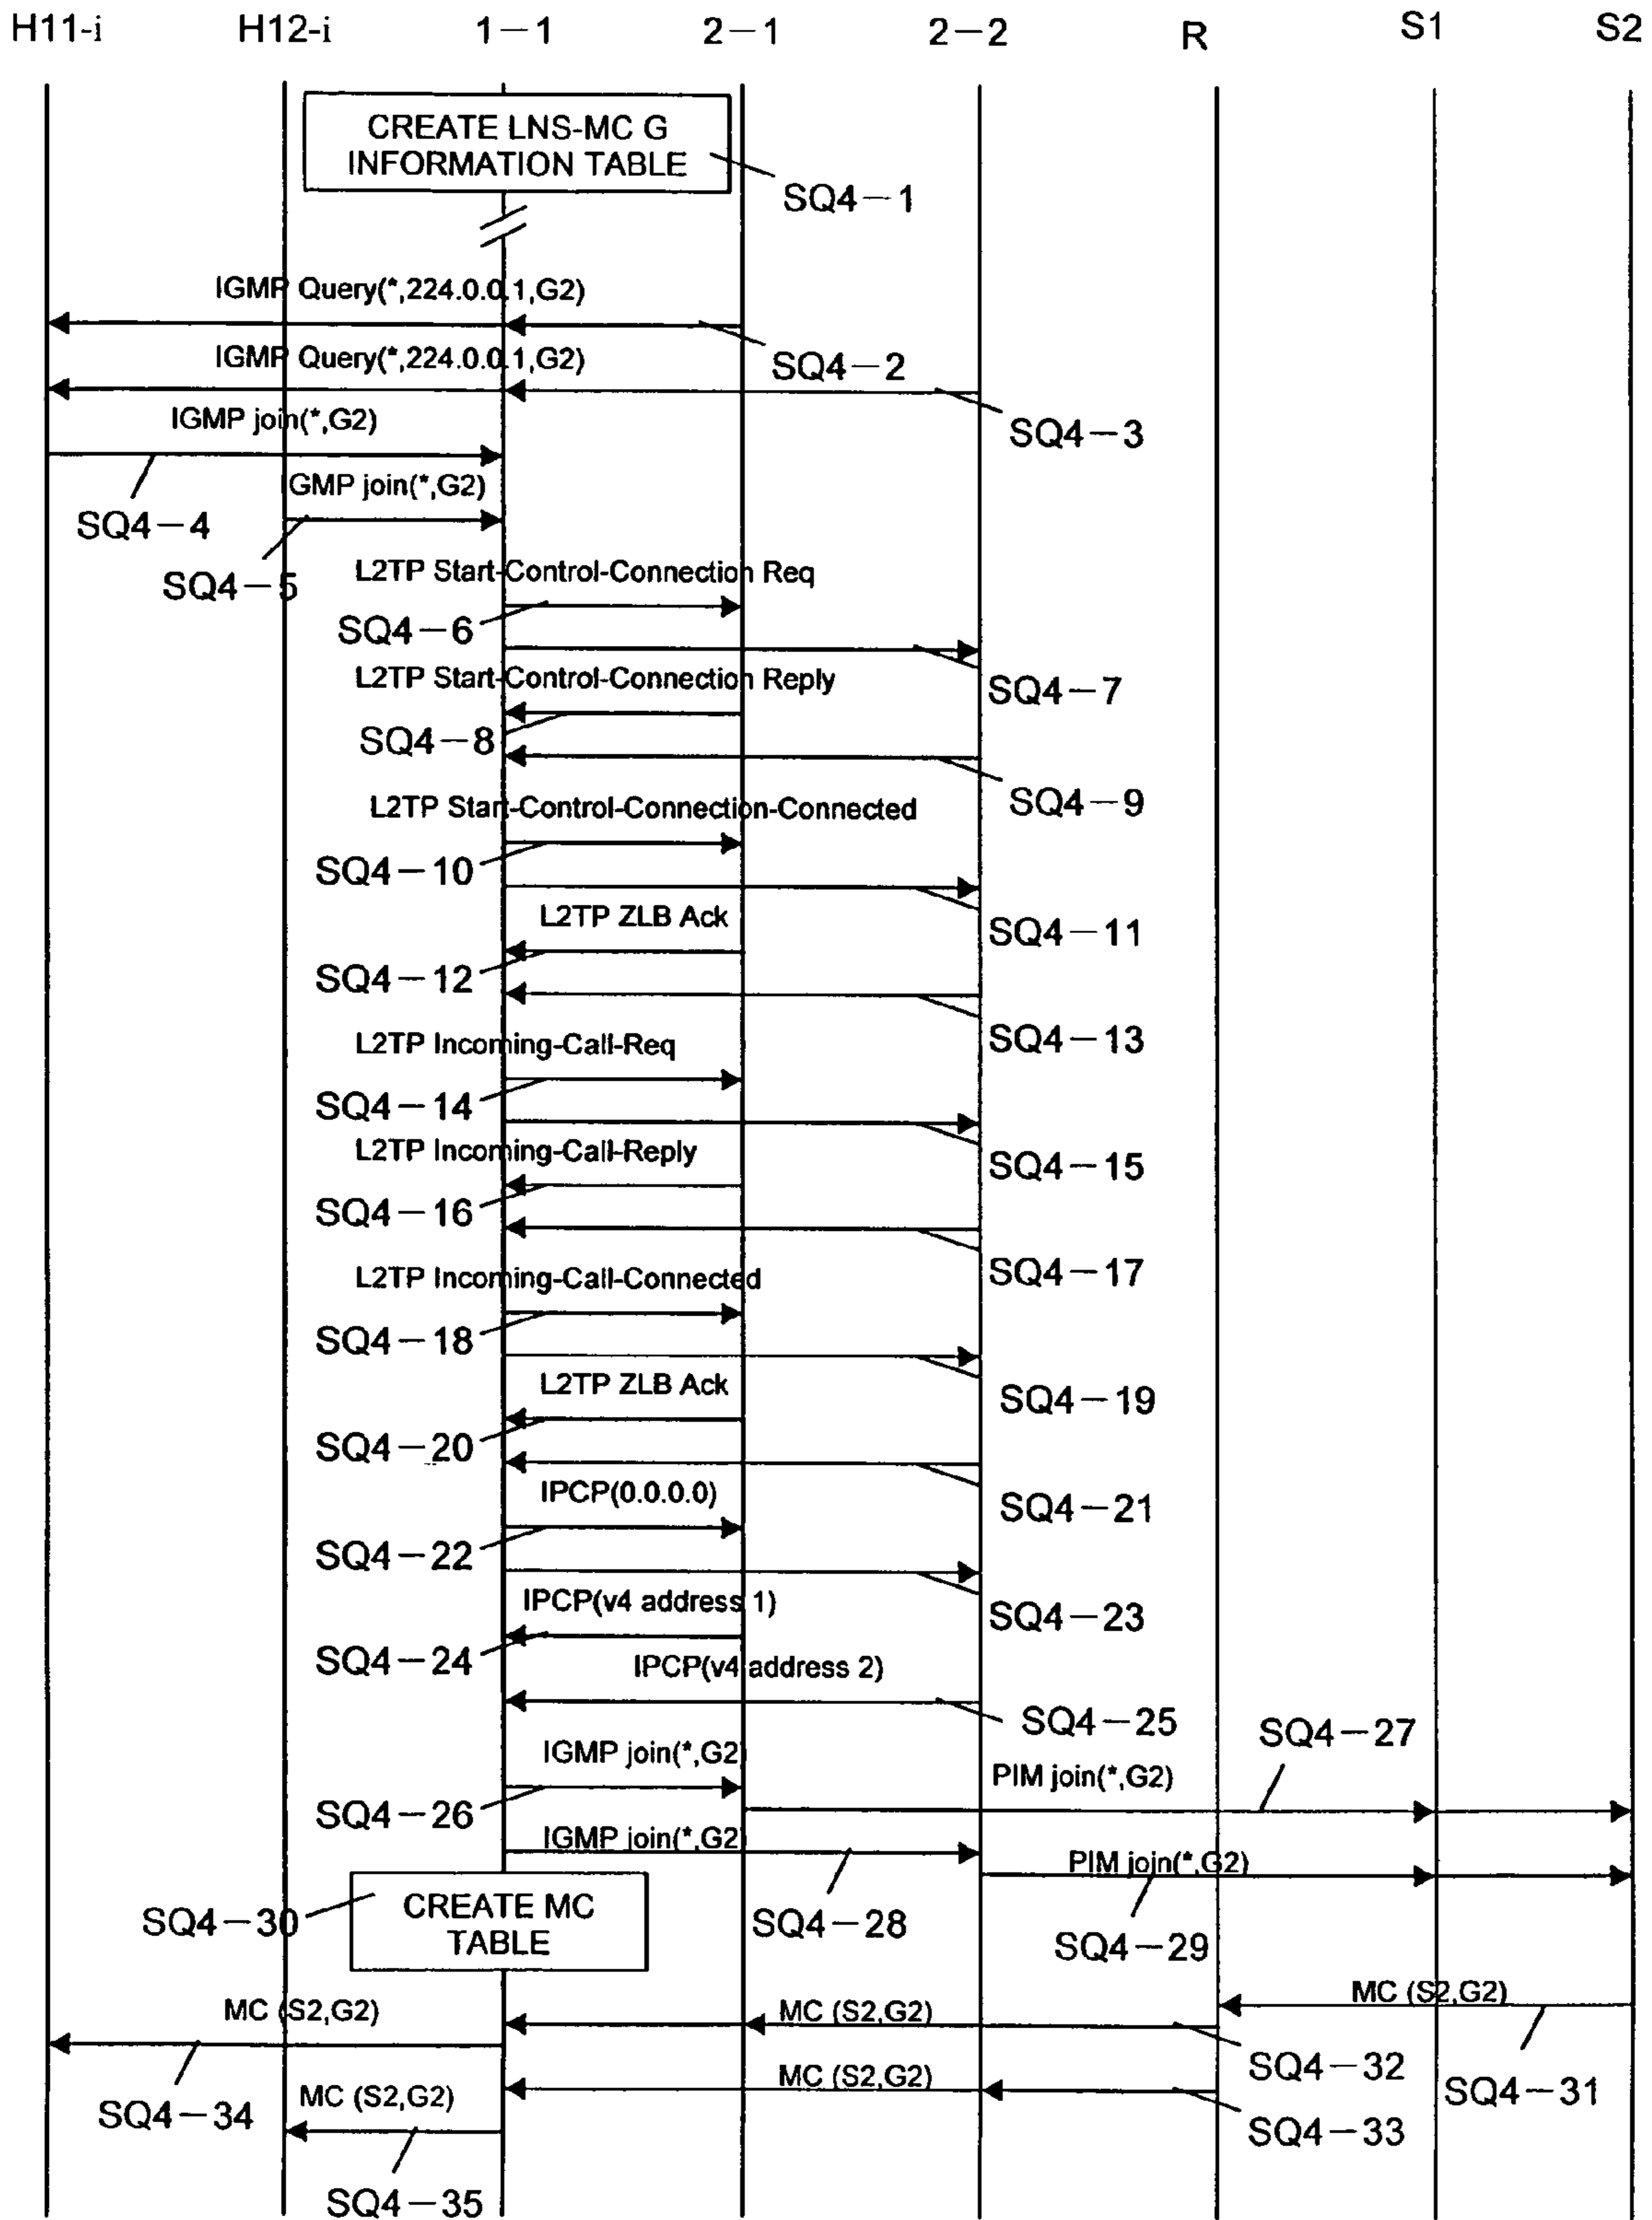 H11-i H12-i 1—1 2—1 2—2 R S1 S2
CREATE LNS-MC G
INFORMATION TABLE
SQ4—1
IGMP Query(*,224.0.0.1,G2)
SQ4—2
IGMP Query(*,224.0.0.1,G2)
SQ4—3
IGMP join(*,G2)
SQ4—4
IGMP join(*,G2)
SQ4—5
L2TP Start-Control-Connection Req
SQ4—6
SQ4—7
L2TP Start-Control-Connection Reply
SQ4—8
SQ4—9
L2TP Start-Control-Connection-Connected
SQ4—10
SQ4—11
L2TP ZLB Ack
SQ4—12
SQ4—13
L2TP Incoming-Call-Req
SQ4—14
SQ4—15
L2TP Incoming-Call-Reply
SQ4—16
SQ4—17
L2TP Incoming-Call-Connected
SQ4—18
SQ4—19
L2TP ZLB Ack
SQ4—20
SQ4—21
IPCP(0.0.0.0)
SQ4—22
SQ4—23
IPCP(v4 address 1)
SQ4—24
IPCP(v4 address 2)
SQ4—25
SQ4—27
IGMP join(*,G2)
PIM join(*,G2)
SQ4—26
IGMP join(*,G2)
PIM join(*,G2)
SQ4—28
SQ4—29
CREATE MC
TABLE
SQ4—30
MC (S2,G2)
SQ4—31
MC (S2,G2)
SQ4—32
MC (S2,G2)
SQ4—34
MC (S2,G2)
SQ4—33
MC (S2,G2)
SQ4—35